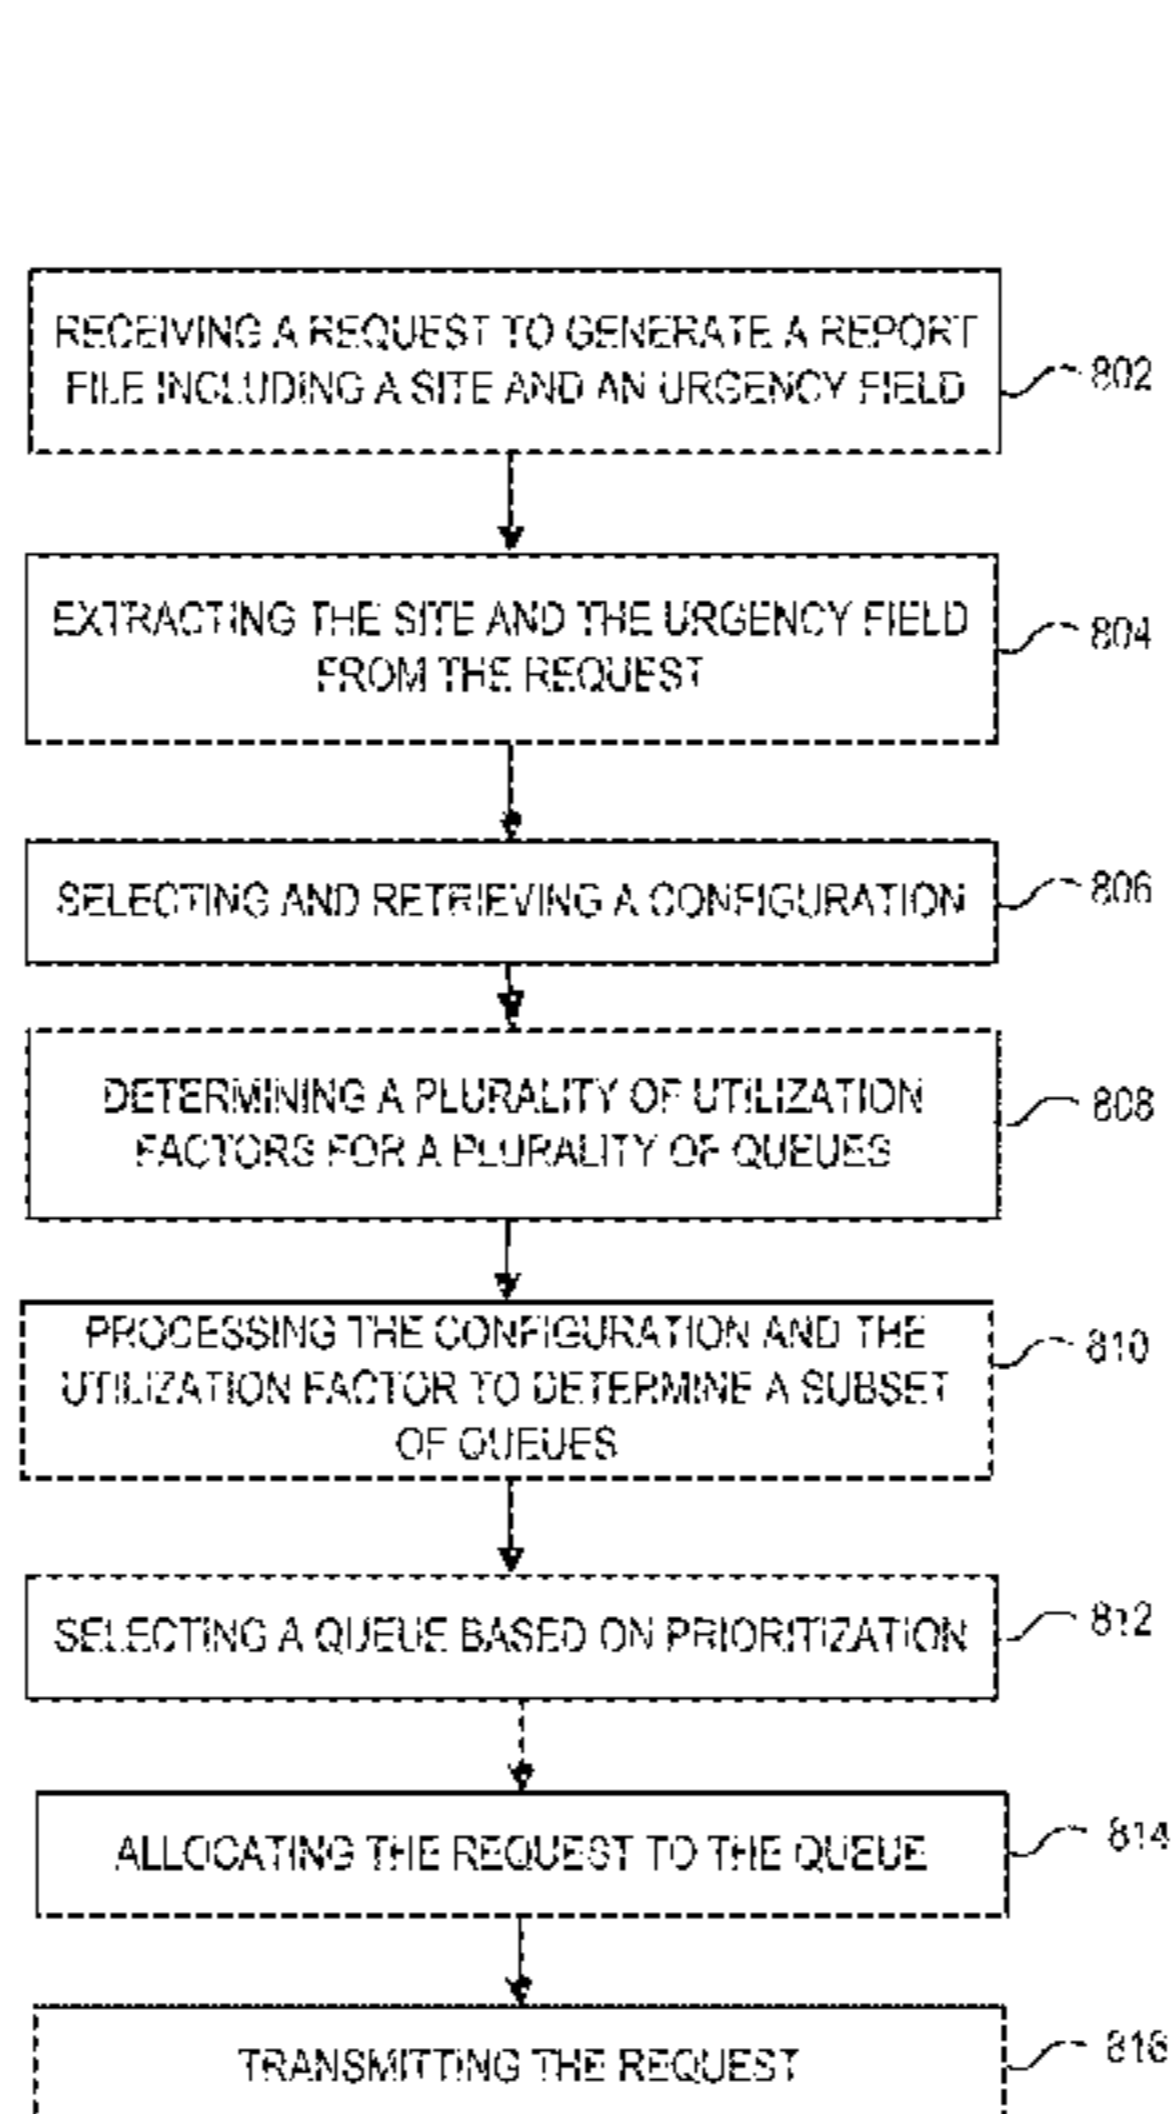 RECEIVING A REQUEST TO GENERATE A REPORT
FILE INCLUDING A SITE AND AN URGENCY FIELD
802
EXTRACTING THE SITE AND THE URGENCY FIELD
FROM THE REQUEST
804
SELECTING AND RETRIEVING A CONFIGURATION
806
DETERMINING A PLURALITY OF UTILIZATION
FACTORS FOR A PLURALITY OF QUEUES
808
PROCESSING THE CONFIGURATION AND THE
UTILIZATION FACTOR TO DETERMINE A SUBSET
OF QUEUES
810
SELECTING A QUEUE BASED ON PRIORITIZATION
812
ALLOCATING THE REQUEST TO THE QUEUE
814
TRANSMITTING THE REQUEST
816